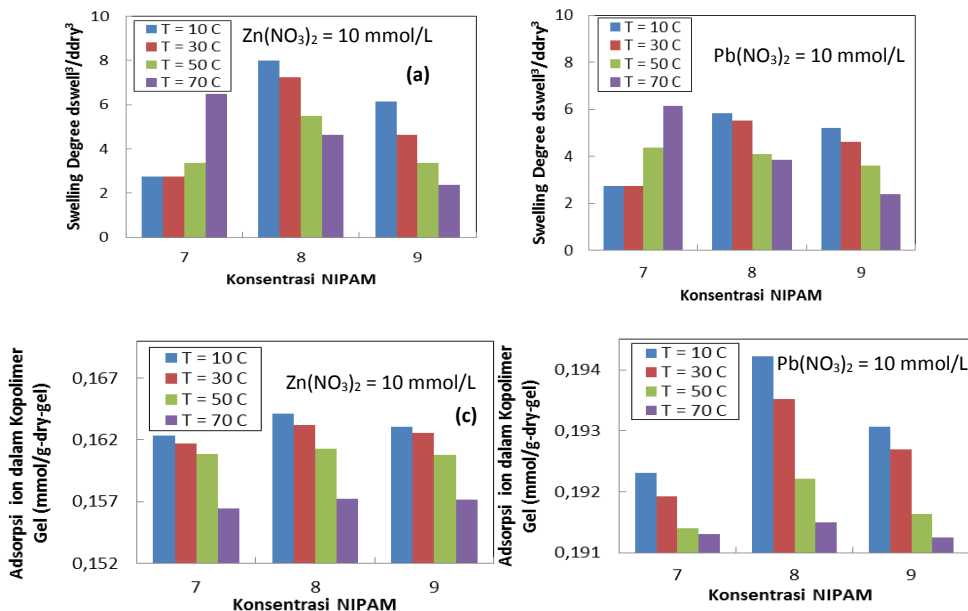 Swelling Degree dswell³/ddry³
8
6
4
2
0
T = 10 C
T = 30 C
T = 50 C
T = 70 C
Zn(NO₃)₂ = 10 mmol/L
(a)
7 8 9
Konsentrasi NIPAM
Swelling Degree dswell³/ddry³
10
8
6
4
2
0
T = 10 C
T = 30 C
T = 50 C
T = 70 C
Pb(NO₃)₂ = 10 mmol/L
7 8 9
Konsentrasi NIPAM
Adsorpsi ion dalam Kopolimer
Gel (mmol/g-dry-gel)
0,167
0,162
0,157
0,152
T = 10 C
T = 30 C
T = 50 C
T = 70 C
Zn(NO₃)₂ = 10 mmol/L
(c)
7 8 9
Konsentrasi NIPAM
Adsorpsi ion dalam Kopolimer
Gel (mmol/g-dry-gel)
0,194
0,193
0,192
0,191
T = 10 C
T = 30 C
T = 50 C
T = 70 C
Pb(NO₃)₂ = 10 mmol/L
7 8 9
Konsentrasi NIPAM